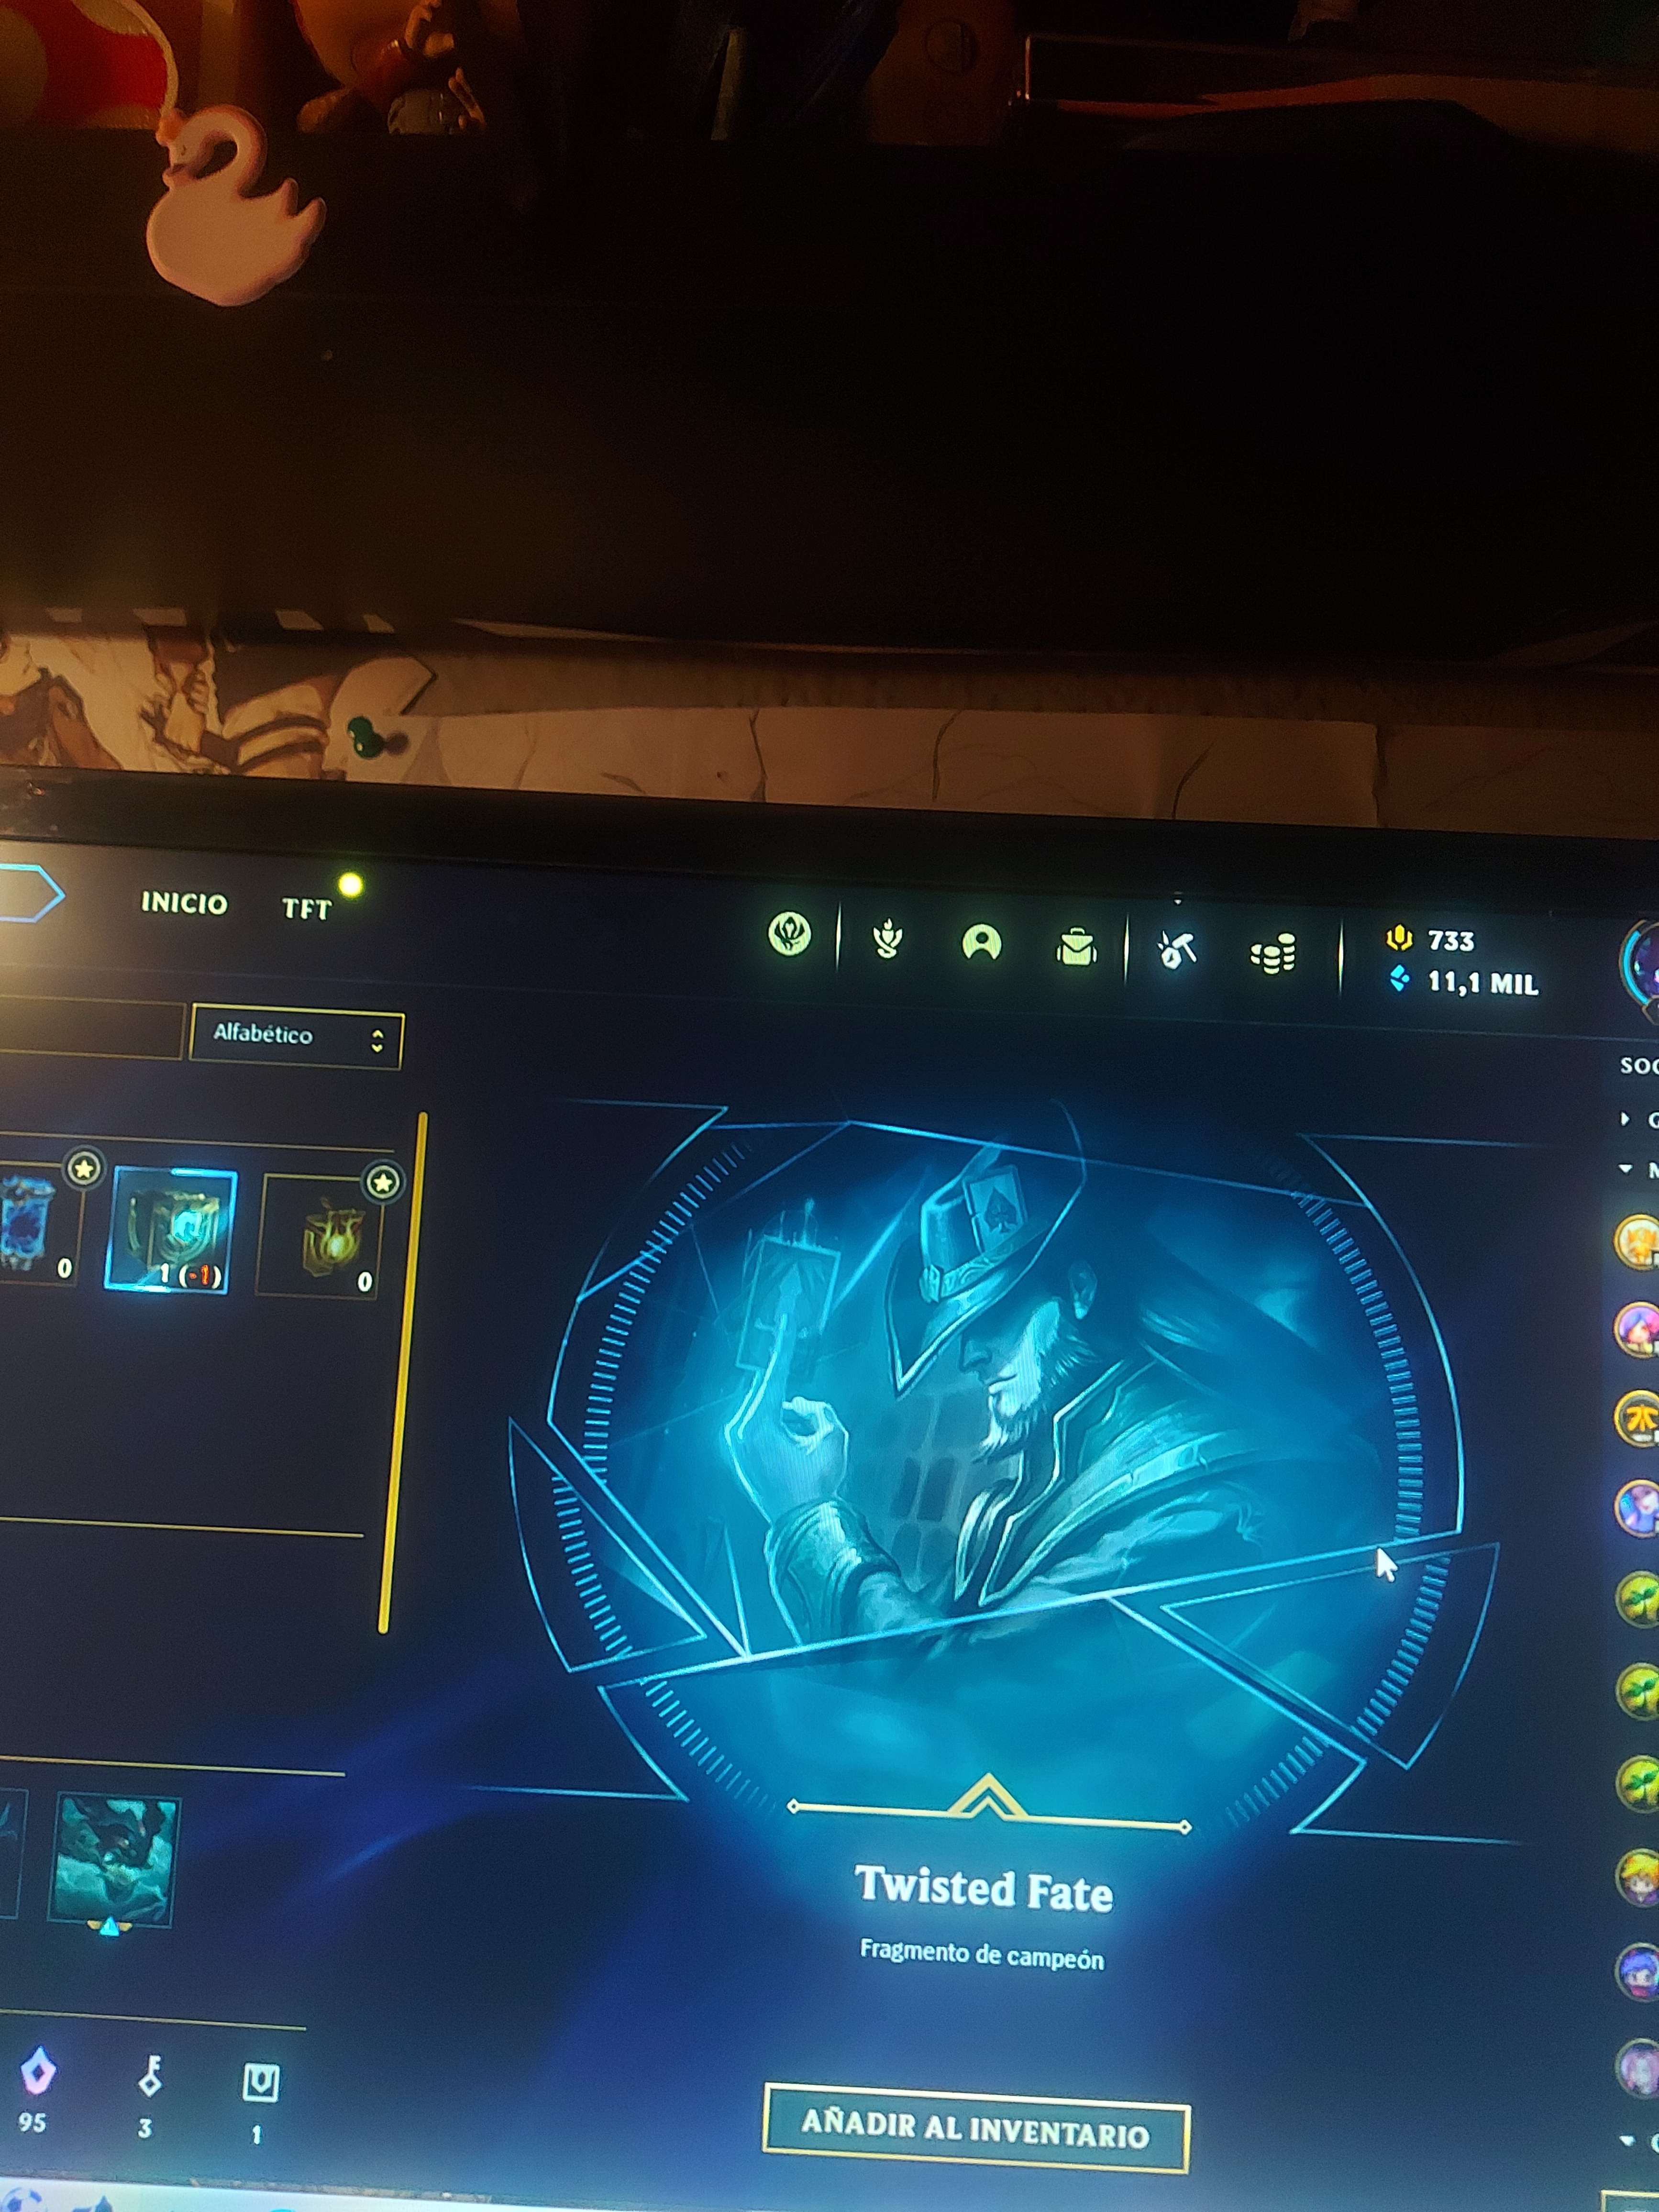 INICIO TFT
733
11,1 MIL
Alfabético
0
1 (-1)
0
Twisted Fate
Fragmento de campeón
95
3
1
AÑADIR AL INVENTARIO